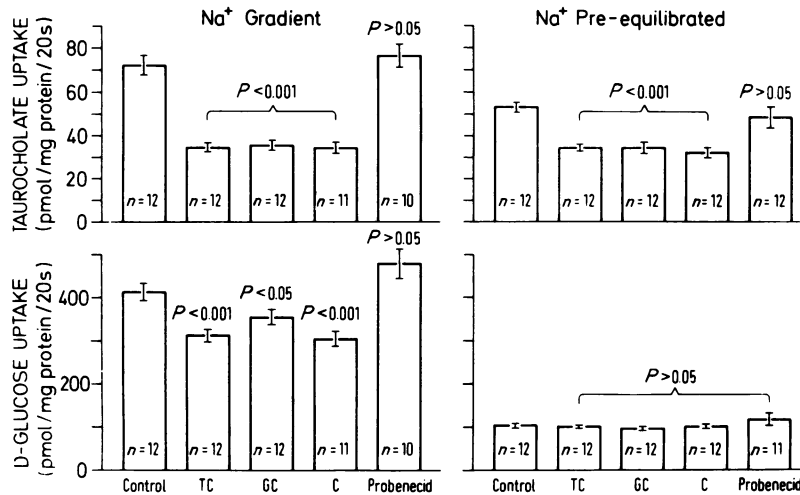 Na+ Gradient
Na+ Pre-equilibrated
TAUROCHOLATE UPTAKE
(pmol/mg protein/20s)
80
60
40
20
0
P>0.05
P<0.001
n=12
n=12
n=12
n=11
n=10
P<0.001
P>0.05
n=12
n=12
n=12
n=12
n=12
D-GLUCOSE UPTAKE
(pmol/mg protein/20s)
400
200
0
P<0.001
P<0.05
P<0.001
P>0.05
n=12
n=12
n=12
n=11
n=10
P>0.05
n=12
n=12
n=12
n=12
n=11
Control TC GC C Probenecid
Control TC GC C Probenecid